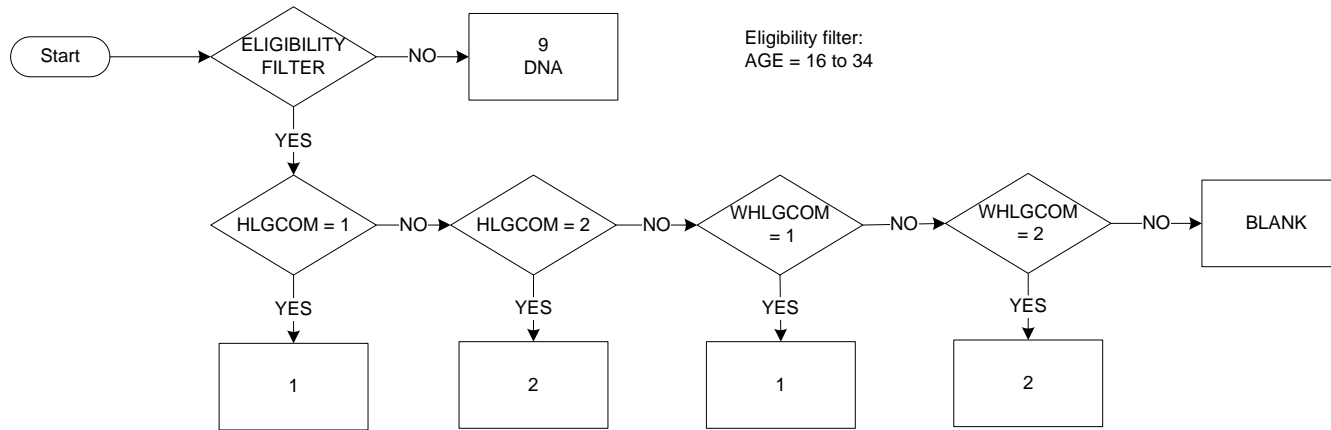 Start
ELIGIBILITY
FILTER
NO
9
DNA
Eligibility filter:
AGE = 16 to 34
YES
HLGCOM = 1
NO
HLGCOM = 2
NO
WHLGCOM
= 1
NO
WHLGCOM
= 2
NO
BLANK
YES
YES
YES
YES
1
2
1
2